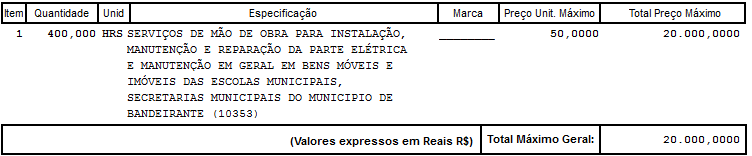 Item Quantidade Unid Especificação Marca Preço Unit. Máximo Total Preço Máximo
1 400,000 HRS SERVIÇOS DE MÃO DE OBRA PARA INSTALAÇÃO, ________ 50,0000 20.000,0000
MANUTENÇÃO E REPARAÇÃO DA PARTE ELÉTRICA
E MANUTENÇÃO EM GERAL EM BENS MÓVEIS E
IMÓVEIS DAS ESCOLAS MUNICIPAIS,
SECRETARIAS MUNICIPAIS DO MUNICIPIO DE
BANDEIRANTE (10353)
(Valores expressos em Reais R$) Total Máximo Geral: 20.000,0000